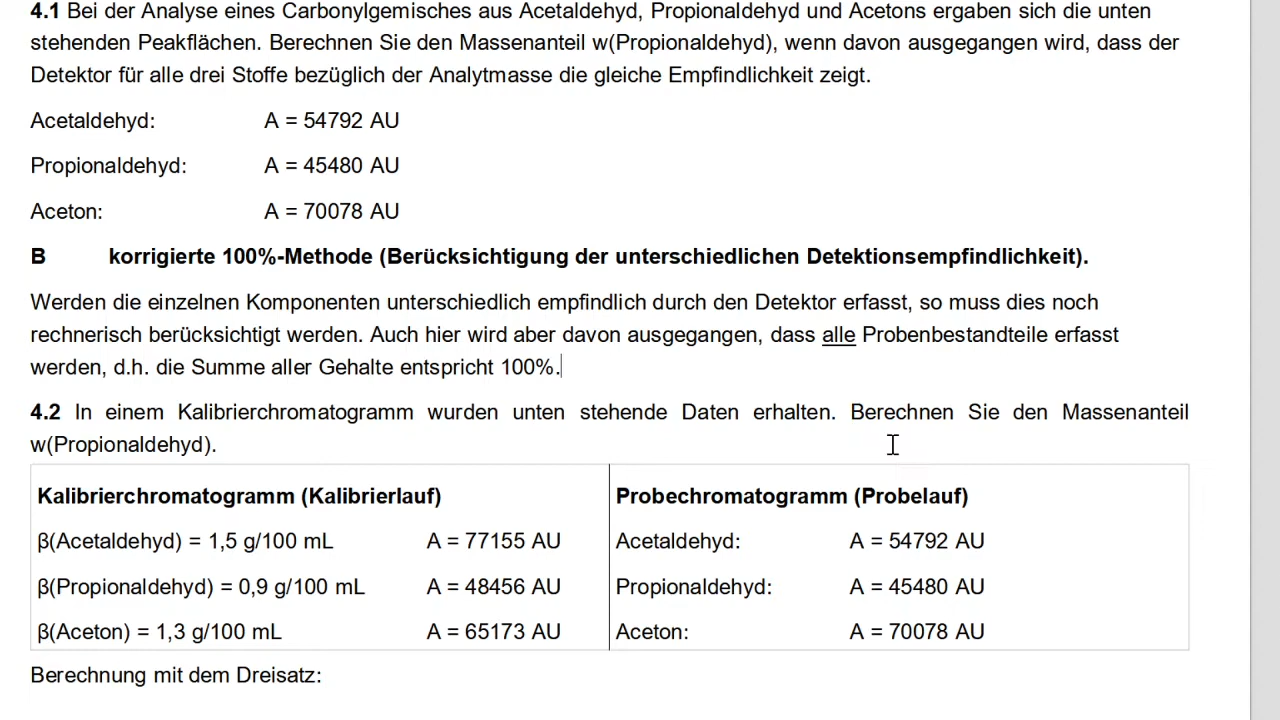 4.1 Bei der Analyse eines Carbonylgemisches aus Acetaldehyd, Propionaldehyd und Acetons ergaben sich die unten
stehenden Peakflächen. Berechnen Sie den Massenanteil w(Propionaldehyd), wenn davon ausgegangen wird, dass der
Detektor für alle drei Stoffe bezüglich der Analytmasse die gleiche Empfindlichkeit zeigt.
Acetaldehyd: A = 54792 AU
Propionaldehyd: A = 45480 AU
Aceton: A = 70078 AU
B korrigierte 100%-Methode (Berücksichtigung der unterschiedlichen Detektionsempfindlichkeit).
Werden die einzelnen Komponenten unterschiedlich empfindlich durch den Detektor erfasst, so muss dies noch
rechnerisch berücksichtigt werden. Auch hier wird aber davon ausgegangen, dass alle Probenbestandteile erfasst
werden, d.h. die Summe aller Gehalte entspricht 100%.
4.2 In einem Kalibrierchromatogramm wurden unten stehende Daten erhalten. Berechnen Sie den Massenanteil
w(Propionaldehyd).
Kalibrierchromatogramm (Kalibrierlauf) Probechromatogramm (Probelauf)
β(Acetaldehyd) = 1,5 g/100 mL A = 77155 AU Acetaldehyd: A = 54792 AU
β(Propionaldehyd) = 0,9 g/100 mL A = 48456 AU Propionaldehyd: A = 45480 AU
β(Aceton) = 1,3 g/100 mL A = 65173 AU Aceton: A = 70078 AU
Berechnung mit dem Dreisatz: